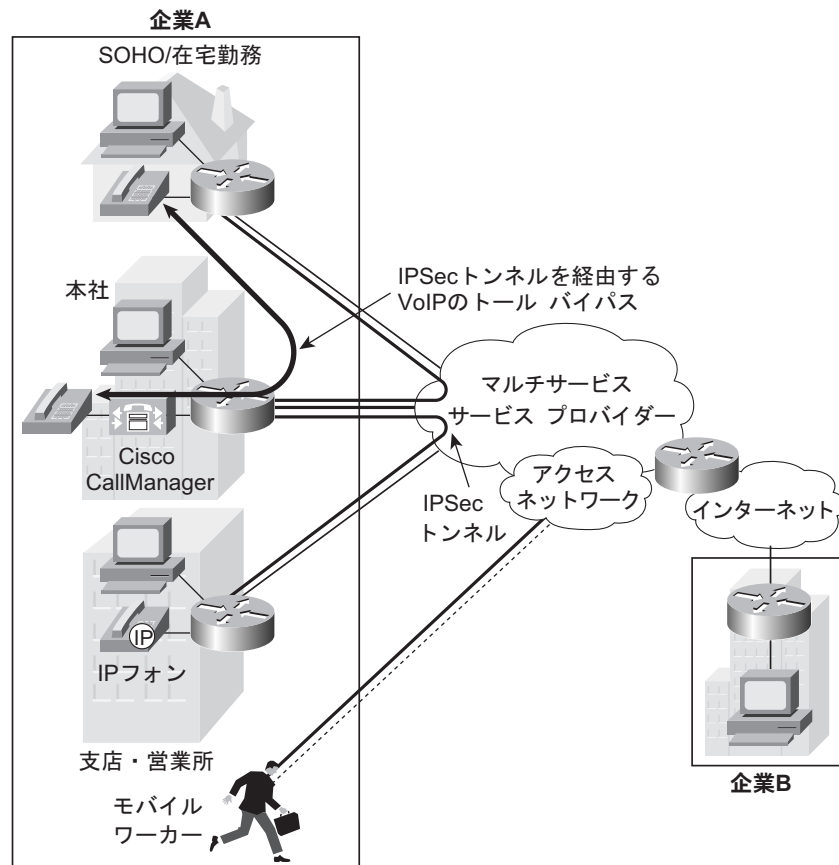 企業A
SOHO/在宅勤務
本社
IPSecトンネルを経由する
VoIPのトール バイパス
マルチサービス
サービス プロバイダー
Cisco
CallManager
IPSec
トンネル
アクセス
ネットワーク
インターネット
IP
IPフォン
支店・営業所
モバイル
ワーカー
企業B